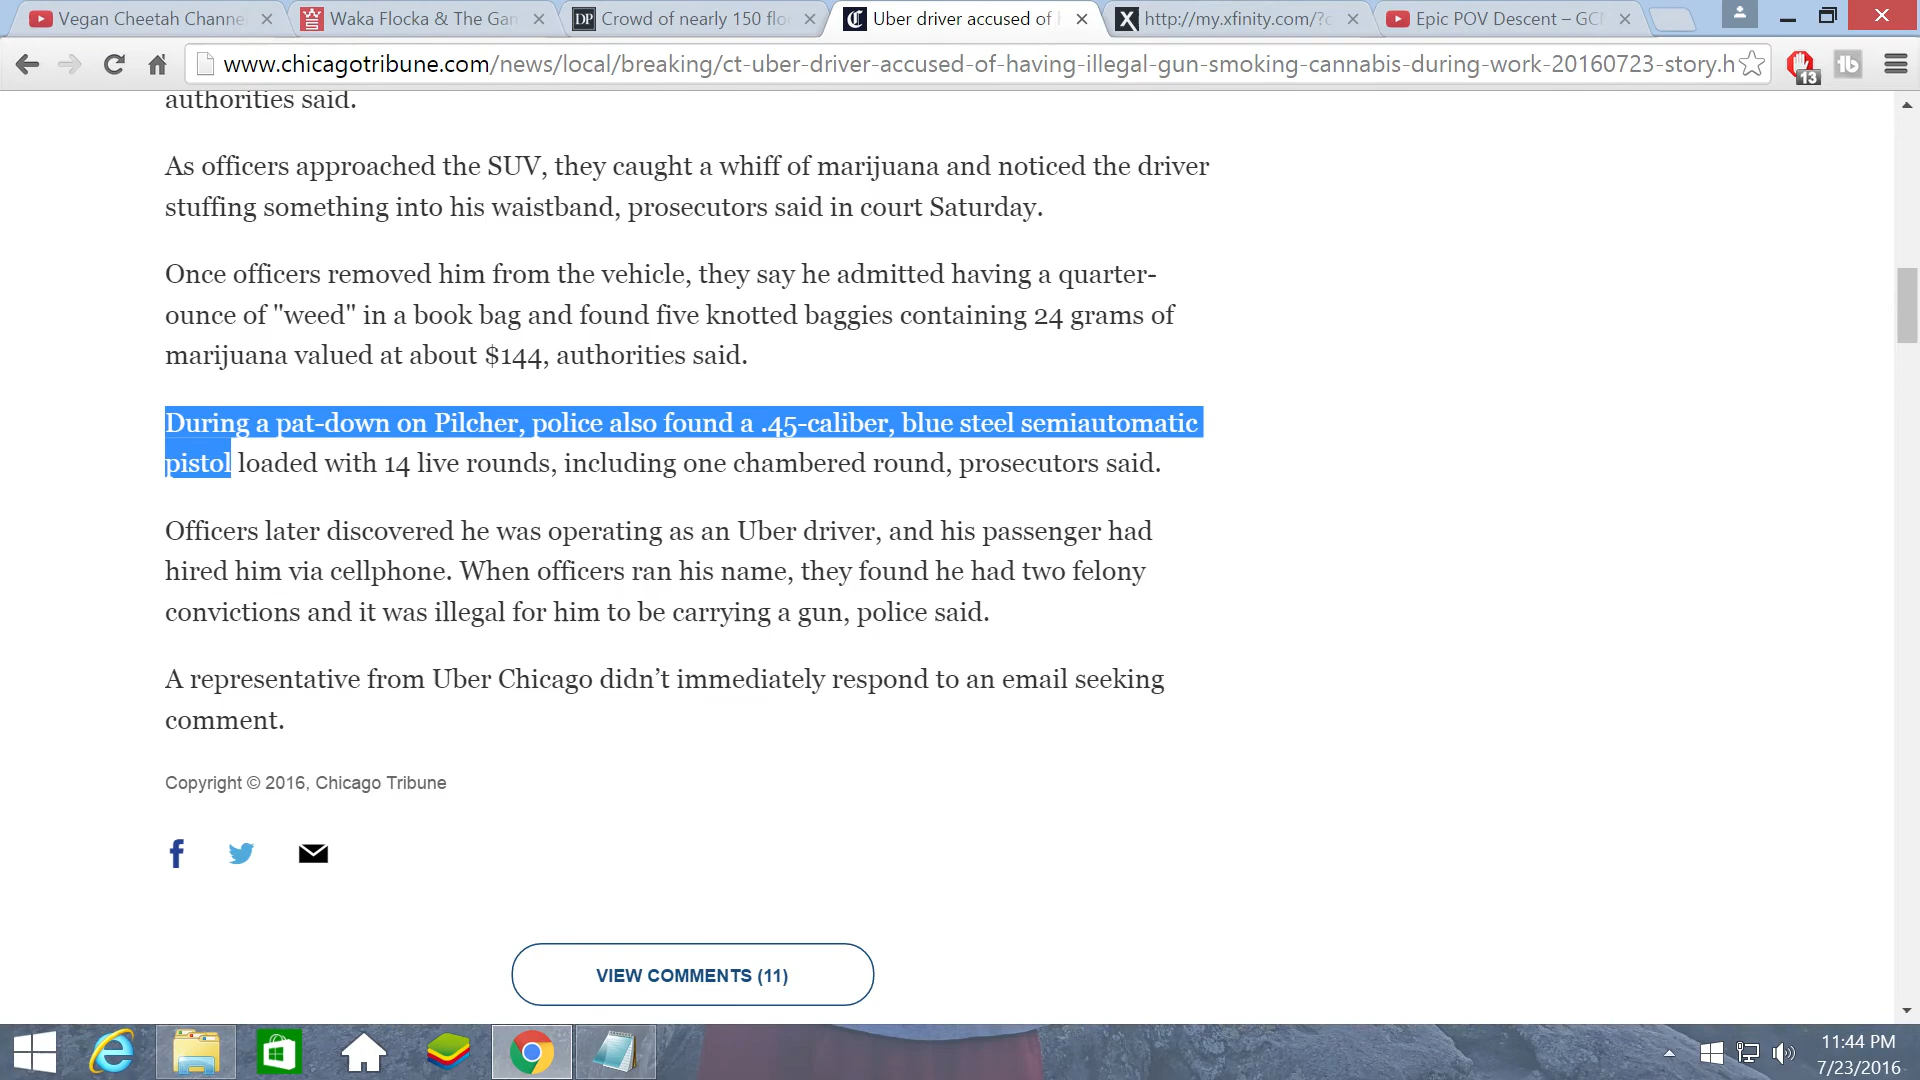 Vegan Cheetah Channe
Waka Flocka & The Gam
DP
Crowd of nearly 150 flo
Uber driver accused of h
X
http://my.xfinity.com/?c
Epic POV Descent – GCN
www.chicagotribune.com/news/local/breaking/ct-uber-driver-accused-of-having-illegal-gun-smoking-cannabis-during-work-20160723-story.h
13
tb
authorities said.
As officers approached the SUV, they caught a whiff of marijuana and noticed the driver
stuffing something into his waistband, prosecutors said in court Saturday.
Once officers removed him from the vehicle, they say he admitted having a quarter-
ounce of "weed" in a book bag and found five knotted baggies containing 24 grams of
marijuana valued at about $144, authorities said.
During a pat-down on Pilcher, police also found a .45-caliber, blue steel semiautomatic
pistol loaded with 14 live rounds, including one chambered round, prosecutors said.
Officers later discovered he was operating as an Uber driver, and his passenger had
hired him via cellphone. When officers ran his name, they found he had two felony
convictions and it was illegal for him to be carrying a gun, police said.
A representative from Uber Chicago didn’t immediately respond to an email seeking
comment.
Copyright © 2016, Chicago Tribune
VIEW COMMENTS (11)
11:44 PM
7/23/2016